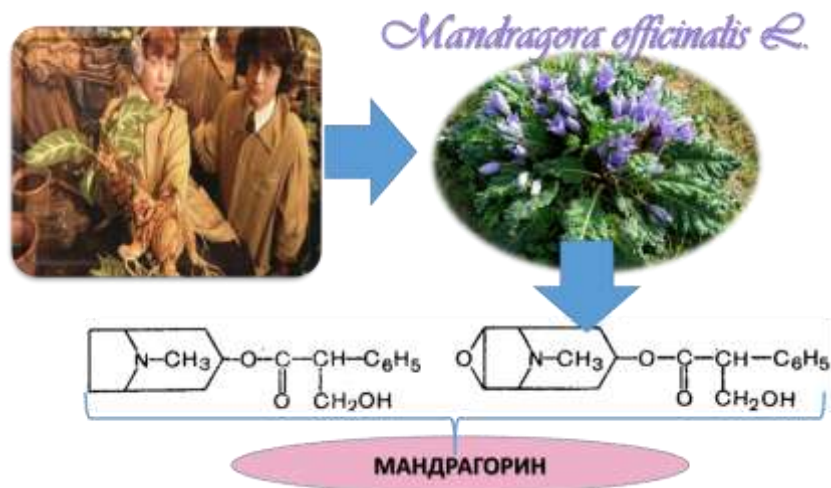 Mandragora officinalis L.
N—CH3 —O—C—CH—C6H5
O CH2OH
O N—CH3 —O—C—CH—C6H5
O CH2OH
МАНДРАГОРИН